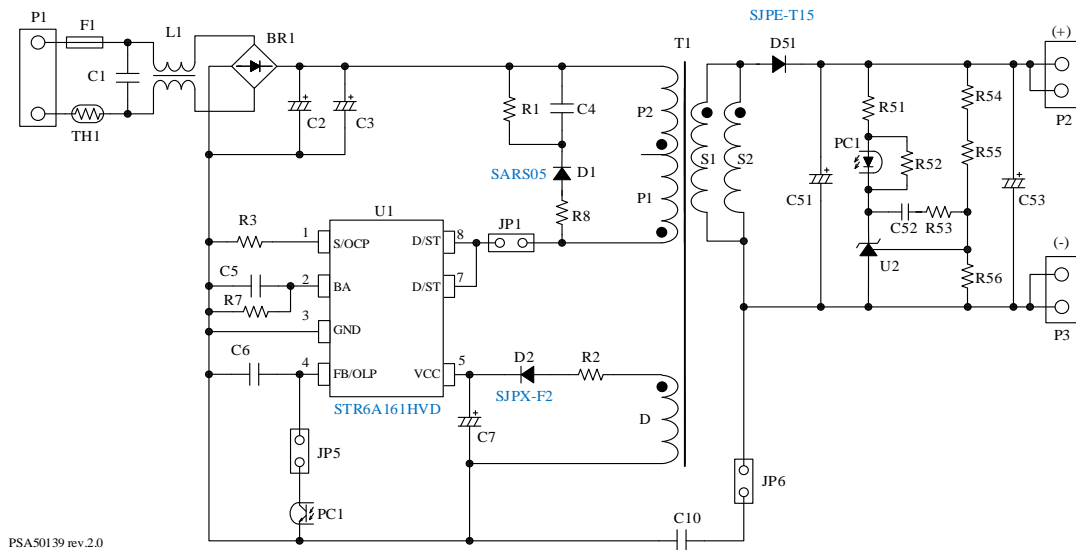 SJPE-T15
P1
F1
L1
BR1
T1
D51
(+)
C1
C2
C3
R1
C4
P2
S1
S2
R51
R54
P2
TH1
PC1
R52
R55
SARS05
D1
P1
R8
C51
C52
R53
C53
U1
R3
1
S/OCP
D/ST
8
JP1
U2
(-)
C5
2
BA
D/ST
7
R56
R7
3
GND
P3
C6
4
FB/OLP
VCC
5
D2
R2
STR6A161HVD
SJPX-F2
C7
D
JP5
JP6
PC1
C10
PSA50139 rev.2.0